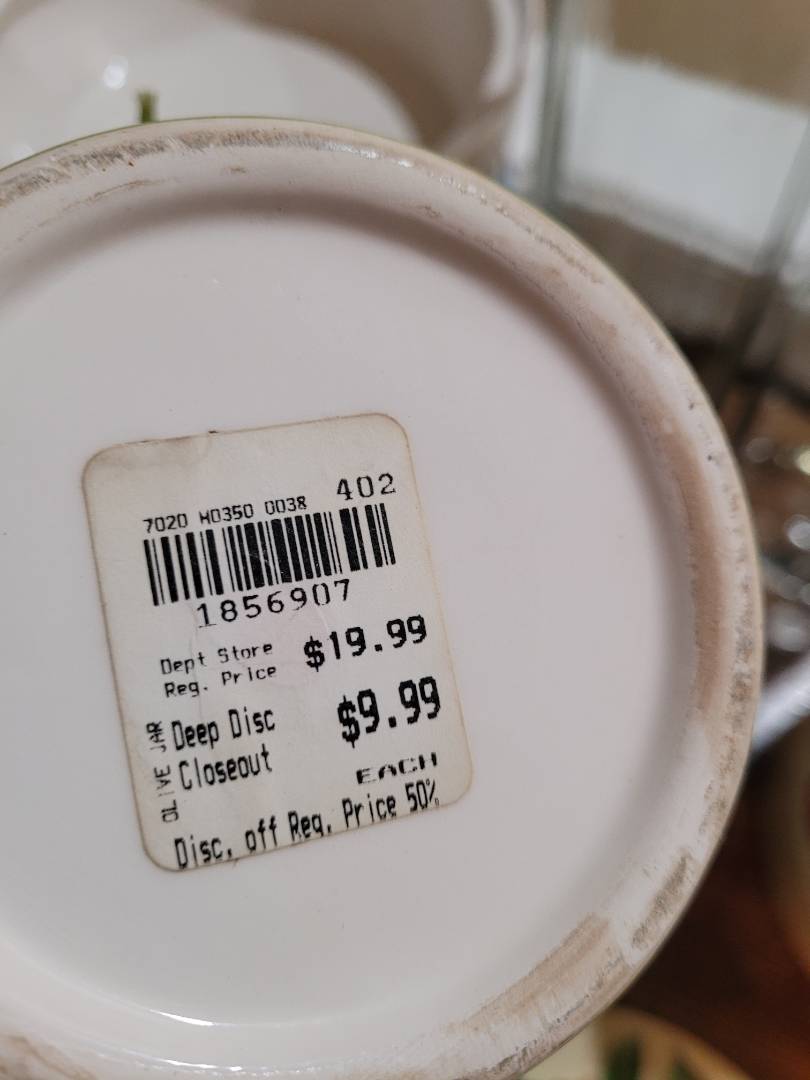 7020 H0350 0038 402
1856907
Dept Store
Reg. Price $19.99
Deep Disc
Closeout $9.99
EACH
OLIVE JAR
Disc. off Reg. Price 50%